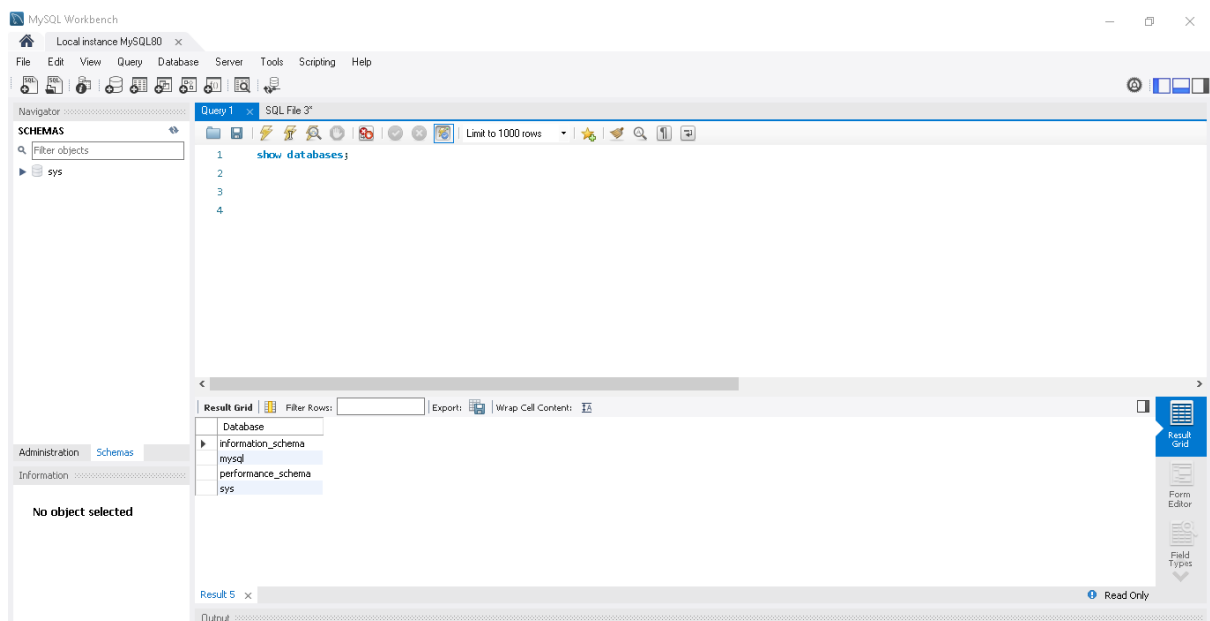 MySQL Workbench
Local instance MySQL80
File Edit View Query Database Server Tools Scripting Help
Navigator
SCHEMAS
Filter objects
sys
Administration Schemas
Information
No object selected
Query 1 SQL File 3*
Limit to 1000 rows
1 show databases;
2
3
4
Result Grid Filter Rows: Export: Wrap Cell Content:
Database
information_schema
mysql
performance_schema
sys
Result
Grid
Form
Editor
Field
Types
Result 5
Read Only
Output